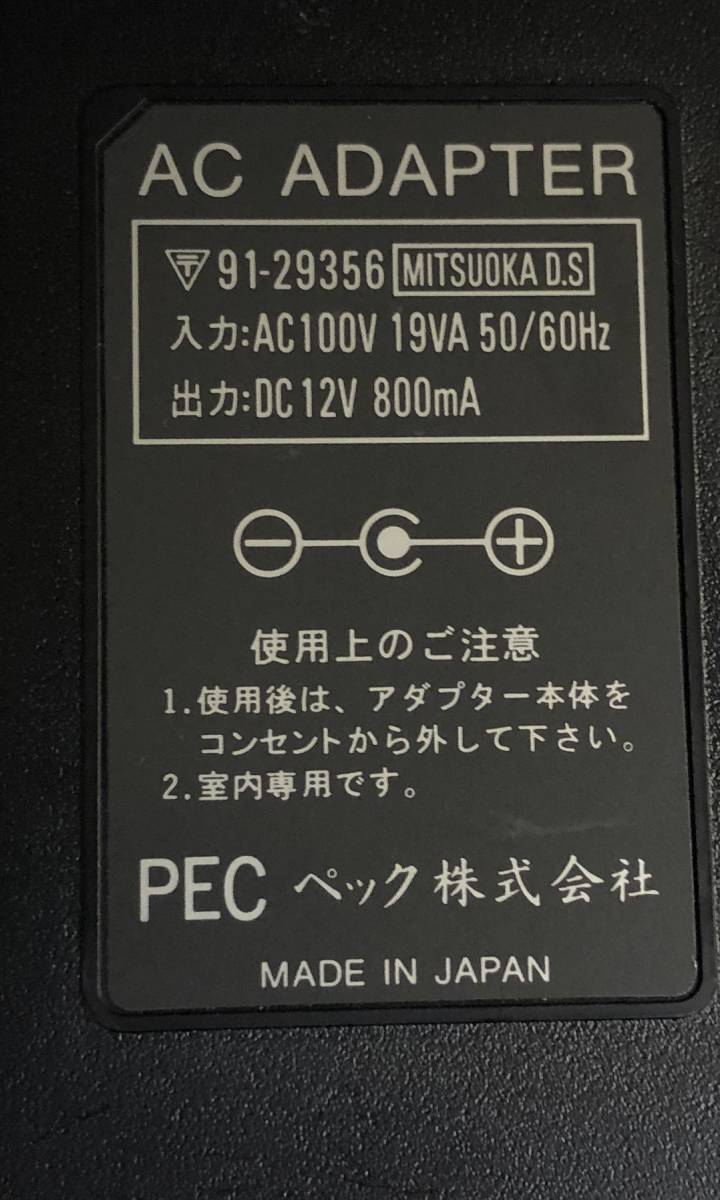 AC ADAPTER
〒91-29356 MITSUOKA D.S
入力:AC100V 19VA 50/60Hz
出力:DC12V 800mA
使用上のご注意
1.使用後は、アダプター本体を
コンセントから外して下さい。
2.室内専用です。
PEC ペック株式会社
MADE IN JAPAN